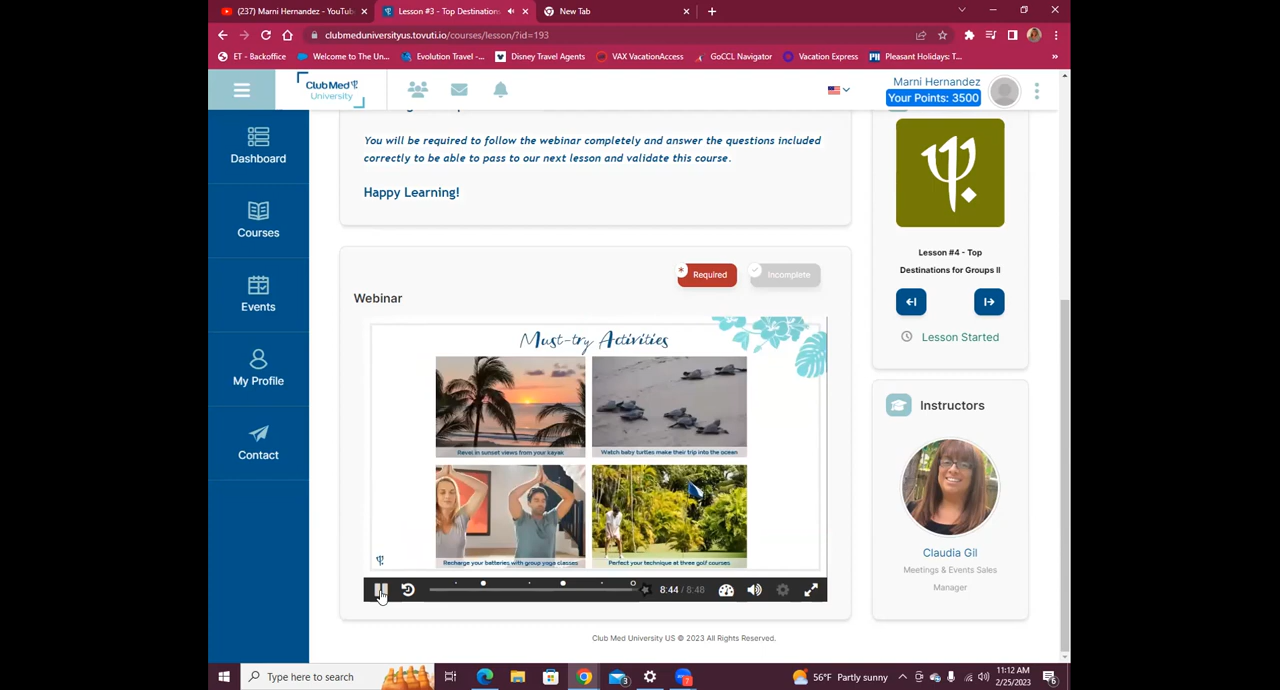 (237) Marni Hernandez - YouTub
Lesson #3 - Top Destination
New Tab
clubmeduniversityus.tovuti.io/courses/lesson/?id=193
ET - Backoffice
Welcome to The Un...
Evolution Travel -...
Disney Travel Agents
VAX VacationAccess
GoCCL Navigator
Vacation Express
Pleasant Holidays: T...
»
Club Med
University
Marni Hernandez
Your Points: 3500
Dashboard
Courses
Events
My Profile
Contact
You will be required to follow the webinar completely and answer the questions included
correctly to be able to pass to our next lesson and validate this course.
Happy Learning!
* Required
Incomplete
Webinar
Must-try Activities
Revel in sunset views from your kayak
Watch baby turtles make their trip into the ocean
Recharge your batteries with group yoga classes
Perfect your technique at three golf courses
8:44 / 8:48
Lesson #4 - Top
Destinations for Groups II
Lesson Started
Instructors
Claudia Gil
Meetings & Events Sales
Manager
Club Med University US © 2023 All Rights Reserved.
Type here to search
3
7
56°F Partly sunny
11:12 AM
2/25/2023
6